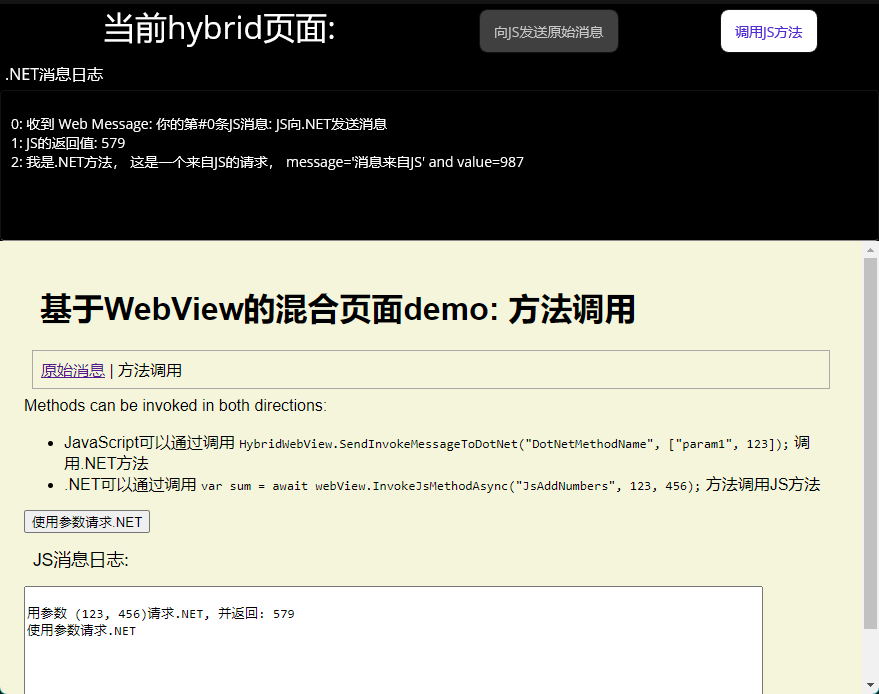 当前hybrid页面:
向JS发送原始消息
调用JS方法
.NET消息日志
0: 收到 Web Message: 你的第#0条JS消息: JS向.NET发送消息
1: JS的返回值: 579
2: 我是.NET方法， 这是一个来自JS的请求， message='消息来自JS' and value=987
基于WebView的混合页面demo: 方法调用
原始消息 | 方法调用
Methods can be invoked in both directions:
• JavaScript可以通过调用 HybridWebView.SendInvokeMessageToDotNet("DotNetMethodName", ["param1", 123]); 调
用.NET方法
• .NET可以通过调用 var sum = await webView.InvokeJsMethodAsync("JsAddNumbers", 123, 456); 方法调用JS方法
使用参数请求.NET
JS消息日志:
用参数 (123, 456)请求.NET, 并返回: 579
使用参数请求.NET